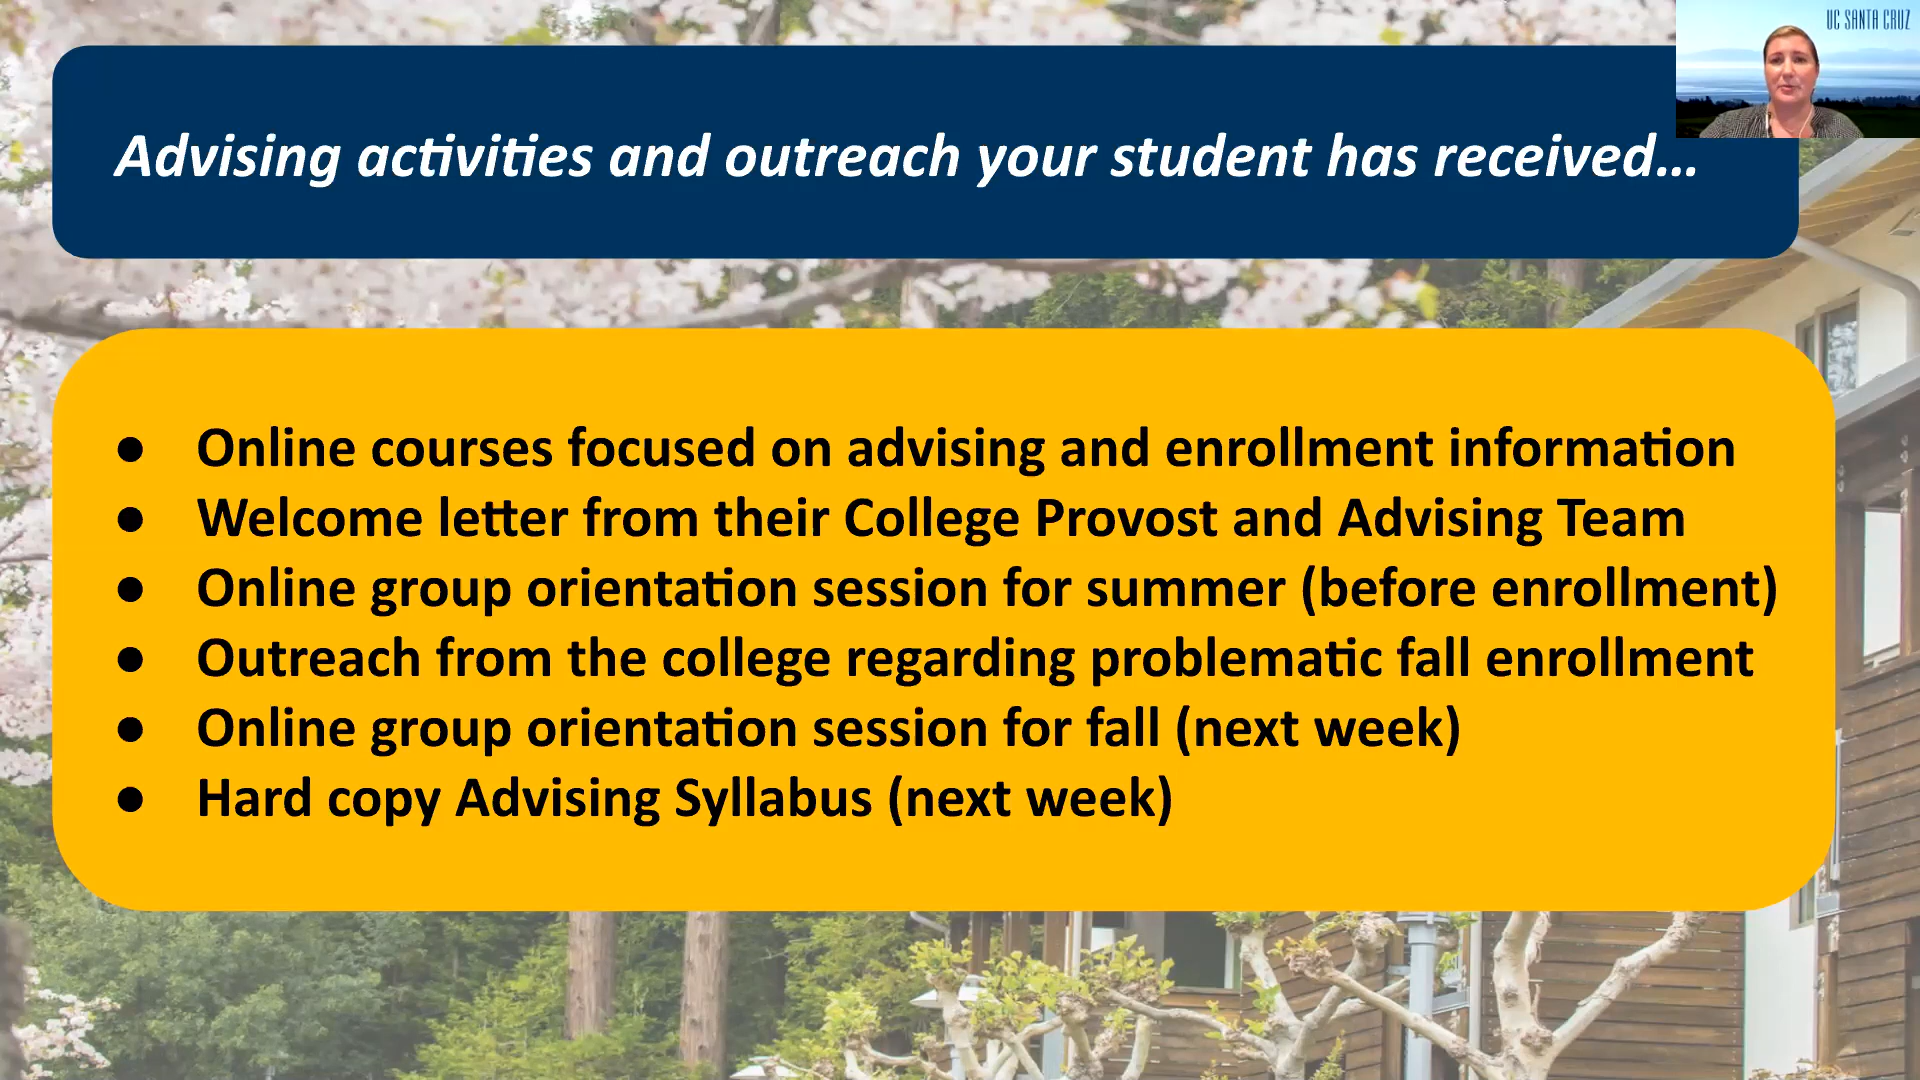 UC SANTA CRUZ
Advising activities and outreach your student has received...
● Online courses focused on advising and enrollment information
● Welcome letter from their College Provost and Advising Team
● Online group orientation session for summer (before enrollment)
● Outreach from the college regarding problematic fall enrollment
● Online group orientation session for fall (next week)
● Hard copy Advising Syllabus (next week)